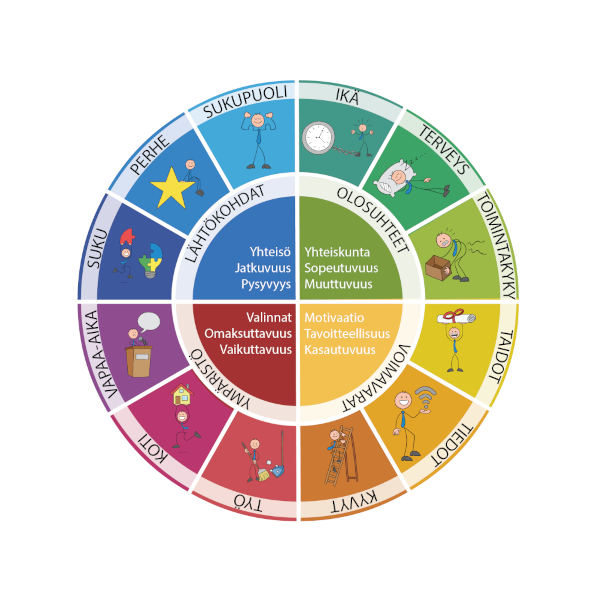 SUKUPUOLI
IKÄ
TERVEYS
TOIMINTAKYKY
TAIDOT
TIEDOT
KYVYT
TYÖ
KOTI
VAPAA-AIKA
SUKU
PERHE
LÄHTÖKOHDAT
OLOSUHTEET
VOIMAVARAT
YMPÄRISTÖ
Yhteisö
Jatkuvuus
Pysyvyys
Yhteiskunta
Sopeutuvuus
Muuttuvuus
Valinnat
Omaksuttavuus
Vaikuttavuus
Motivaatio
Tavoitteellisuus
Kasautuvuus